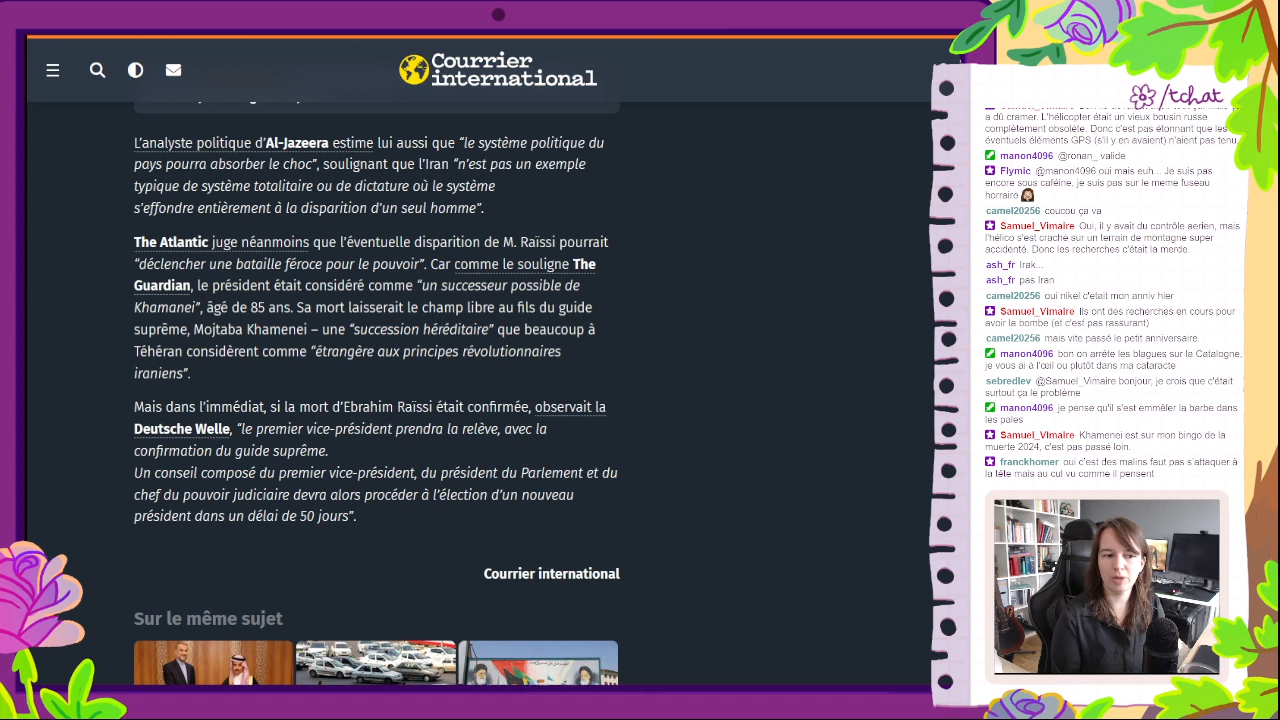 Courrier
international
L'analyste politique d'Al-Jazeera estime lui aussi que “le système politique du
pays pourra absorber le choc”, soulignant que l'Iran “n'est pas un exemple
typique de système totalitaire ou de dictature où le système
s'effondre entièrement à la disparition d'un seul homme”.
The Atlantic juge néanmoins que l'éventuelle disparition de M. Raïssi pourrait
“déclencher une bataille féroce pour le pouvoir”. Car comme le souligne The
Guardian, le président était considéré comme “un successeur possible de
Khamanei”, âgé de 85 ans. Sa mort laisserait le champ libre au fils du guide
suprême, Mojtaba Khamenei – une “succession héréditaire” que beaucoup à
Téhéran considèrent comme “étrangère aux principes révolutionnaires
iraniens”.
Mais dans l'immédiat, si la mort d'Ebrahim Raïssi était confirmée, observait la
Deutsche Welle, “le premier vice-président prendra la relève, avec la
confirmation du guide suprême.
Un conseil composé du premier vice-président, du président du Parlement et du
chef du pouvoir judiciaire devra alors procéder à l'élection d'un nouveau
président dans un délai de 50 jours”.
Courrier international
Sur le même sujet
/tchat
a dû cramer. L'hélicoptère était un vieux bousin russe
complètement obsolète. Donc c'est pas étonnant que les
éventuels éléments GPS (s'il y en avaient) n'aient pas tenu
manon4096 @ronan_ valide
Flymic @manon4096 oui mais euh... Je suis pas
encore sous caféine, je suis pas sur le meme fuseau
horraire
camel20256 coucou ça va
Samuel_Vimaire Oui, il y avait du contrôle aerien, mais
l'hélico s'est craché sur un terrain de montagne super
accidenté. Donc les recherches c'était la merde.
ash_fr Irak...
ash_fr pas Iran
camel20256 oui nikel c'etait mon anniv hier
Samuel_Vimaire Ils ont des recherches en cours pour
avoir la bombe (et c'est pas rassurant)
camel20256 mais vite passé le petit anniversaire
manon4096 bon on arrête les blagues sur la Catalogne,
je vous ai à l'œil ou plutôt dans ma cataracte
sebredlev @Samuel_Vimaire bonjour, je crois que c'était
surtout ça le problème
manon4096 je pense qu'il s'est emmêler la barbe dans
les pales
Samuel_Vimaire Khamenei est sur mon bingo de la
muerte 2024, c'est pas passé loin.
franckhomer oui c'est des malins faut pas s'attaquer à
la tête mais au cul vu comme il pensent